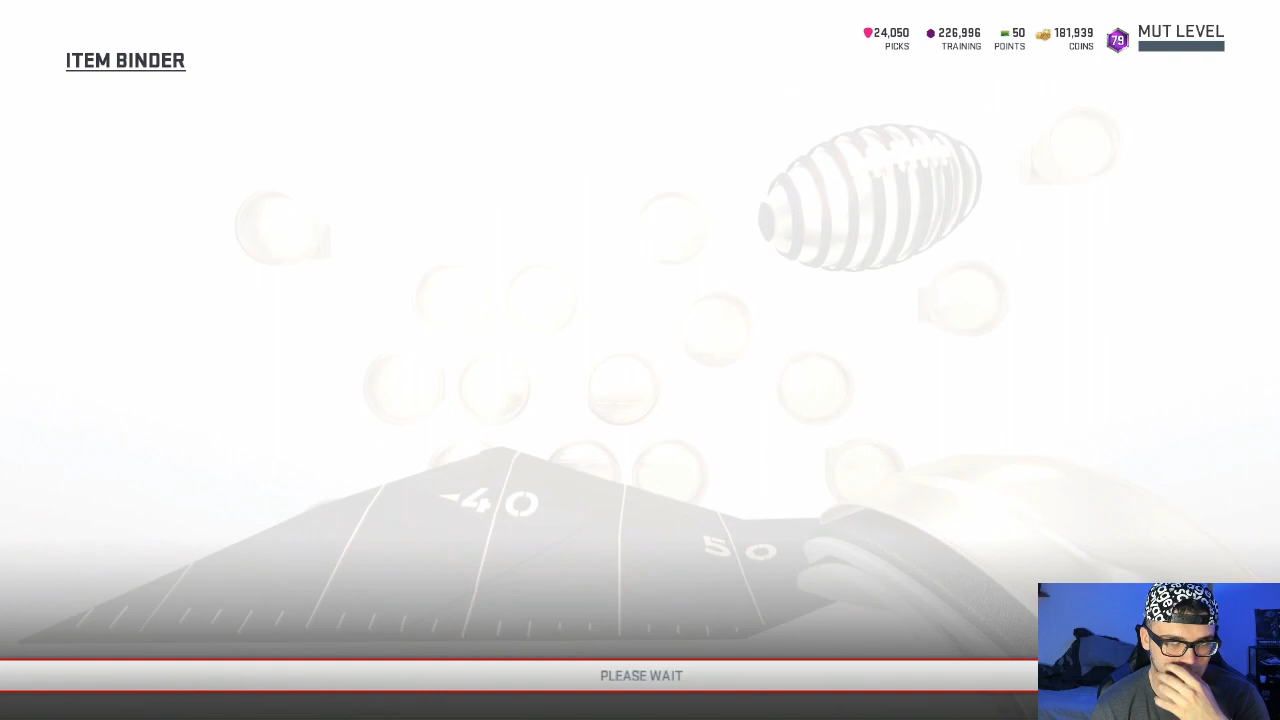 ITEM BINDER
24,050
PICKS
226,996
TRAINING
50
POINTS
181,939
COINS
79
MUT LEVEL
40
50
PLEASE WAIT